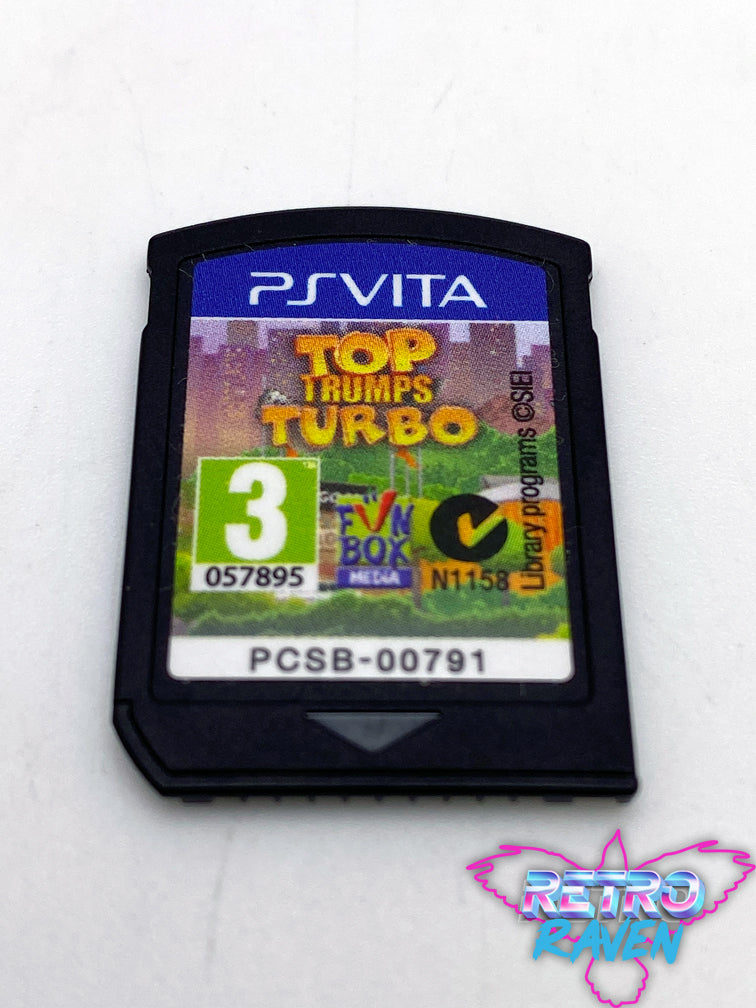 PSVITA
TOP
TRUMPS
TURBO
Library programs ©SIEI
3
057895
FUN
BOX
MEDIA
N1158
PCSB-00791
RETRO
RAVEN